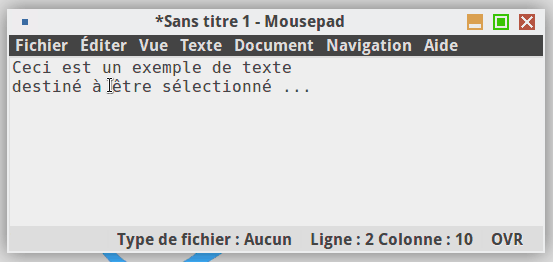 *Sans titre 1 - Mousepad
Fichier Éditer Vue Texte Document Navigation Aide
Ceci est un exemple de texte
destiné à être sélectionné ...
Type de fichier : Aucun Ligne : 2 Colonne : 10 OVR